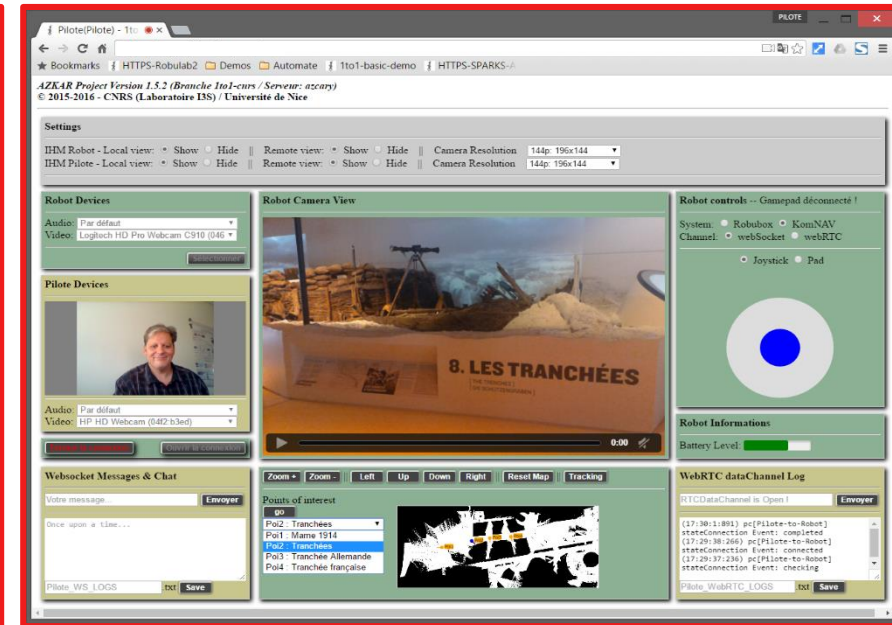 PILOTE
Pilote(Pilote) - 1to
Bookmarks HTTPS-Robulab2 Demos Automate 1to1-basic-demo HTTPS-SPARKS-A
AZKAR Project Version 1.5.2 (Branche 1to1-cnrs / Serveur: azcary)
© 2015-2016 - CNRS (Laboratoire I3S) / Université de Nice
Settings
IHM Robot - Local view: Show Hide || Remote view: Show Hide || Camera Resolution 144p: 196x144
IHM Pilote - Local view: Show Hide || Remote view: Show Hide || Camera Resolution 144p: 196x144
Robot Devices
Audio: Par défaut
Video: Logitech HD Pro Webcam C910 (046
Sélectionner
Pilote Devices
Audio: Par défaut
Video: HP HD Webcam (04f2:b3ed)
Ouvrir la connection
Robot Camera View
8. LES TRANCHÉES
0:00
Robot controls -- Gamepad déconnecté !
System: Robubox KomNAV
Channel: webSocket webRTC
Joystick Pad
Robot Informations
Battery Level:
Websocket Messages & Chat
Votre message... Envoyer
Once upon a time...
Pilote_WS_LOGS .txt Save
Zoom + Zoom - || Left Up Down Right || Reset Map || Tracking
Points of interest
go
Poi2 : Tranchées
Poi1 : Marne 1914
Poi2 : Tranchées
Poi3 : Tranchée Allemande
Poi4 : Tranchée française
WebRTC dataChannel Log
RTCDataChannel is Open ! Envoyer
(17:30:1:891) pc[Pilote-to-Robot]
stateConnection Event: completed
(17:29:38:266) pc[Pilote-to-Robot]
stateConnection Event: connected
(17:29:37:236) pc[Pilote-to-Robot]
stateConnection Event: checking
Pilote_WebRTC_LOGS .txt Save